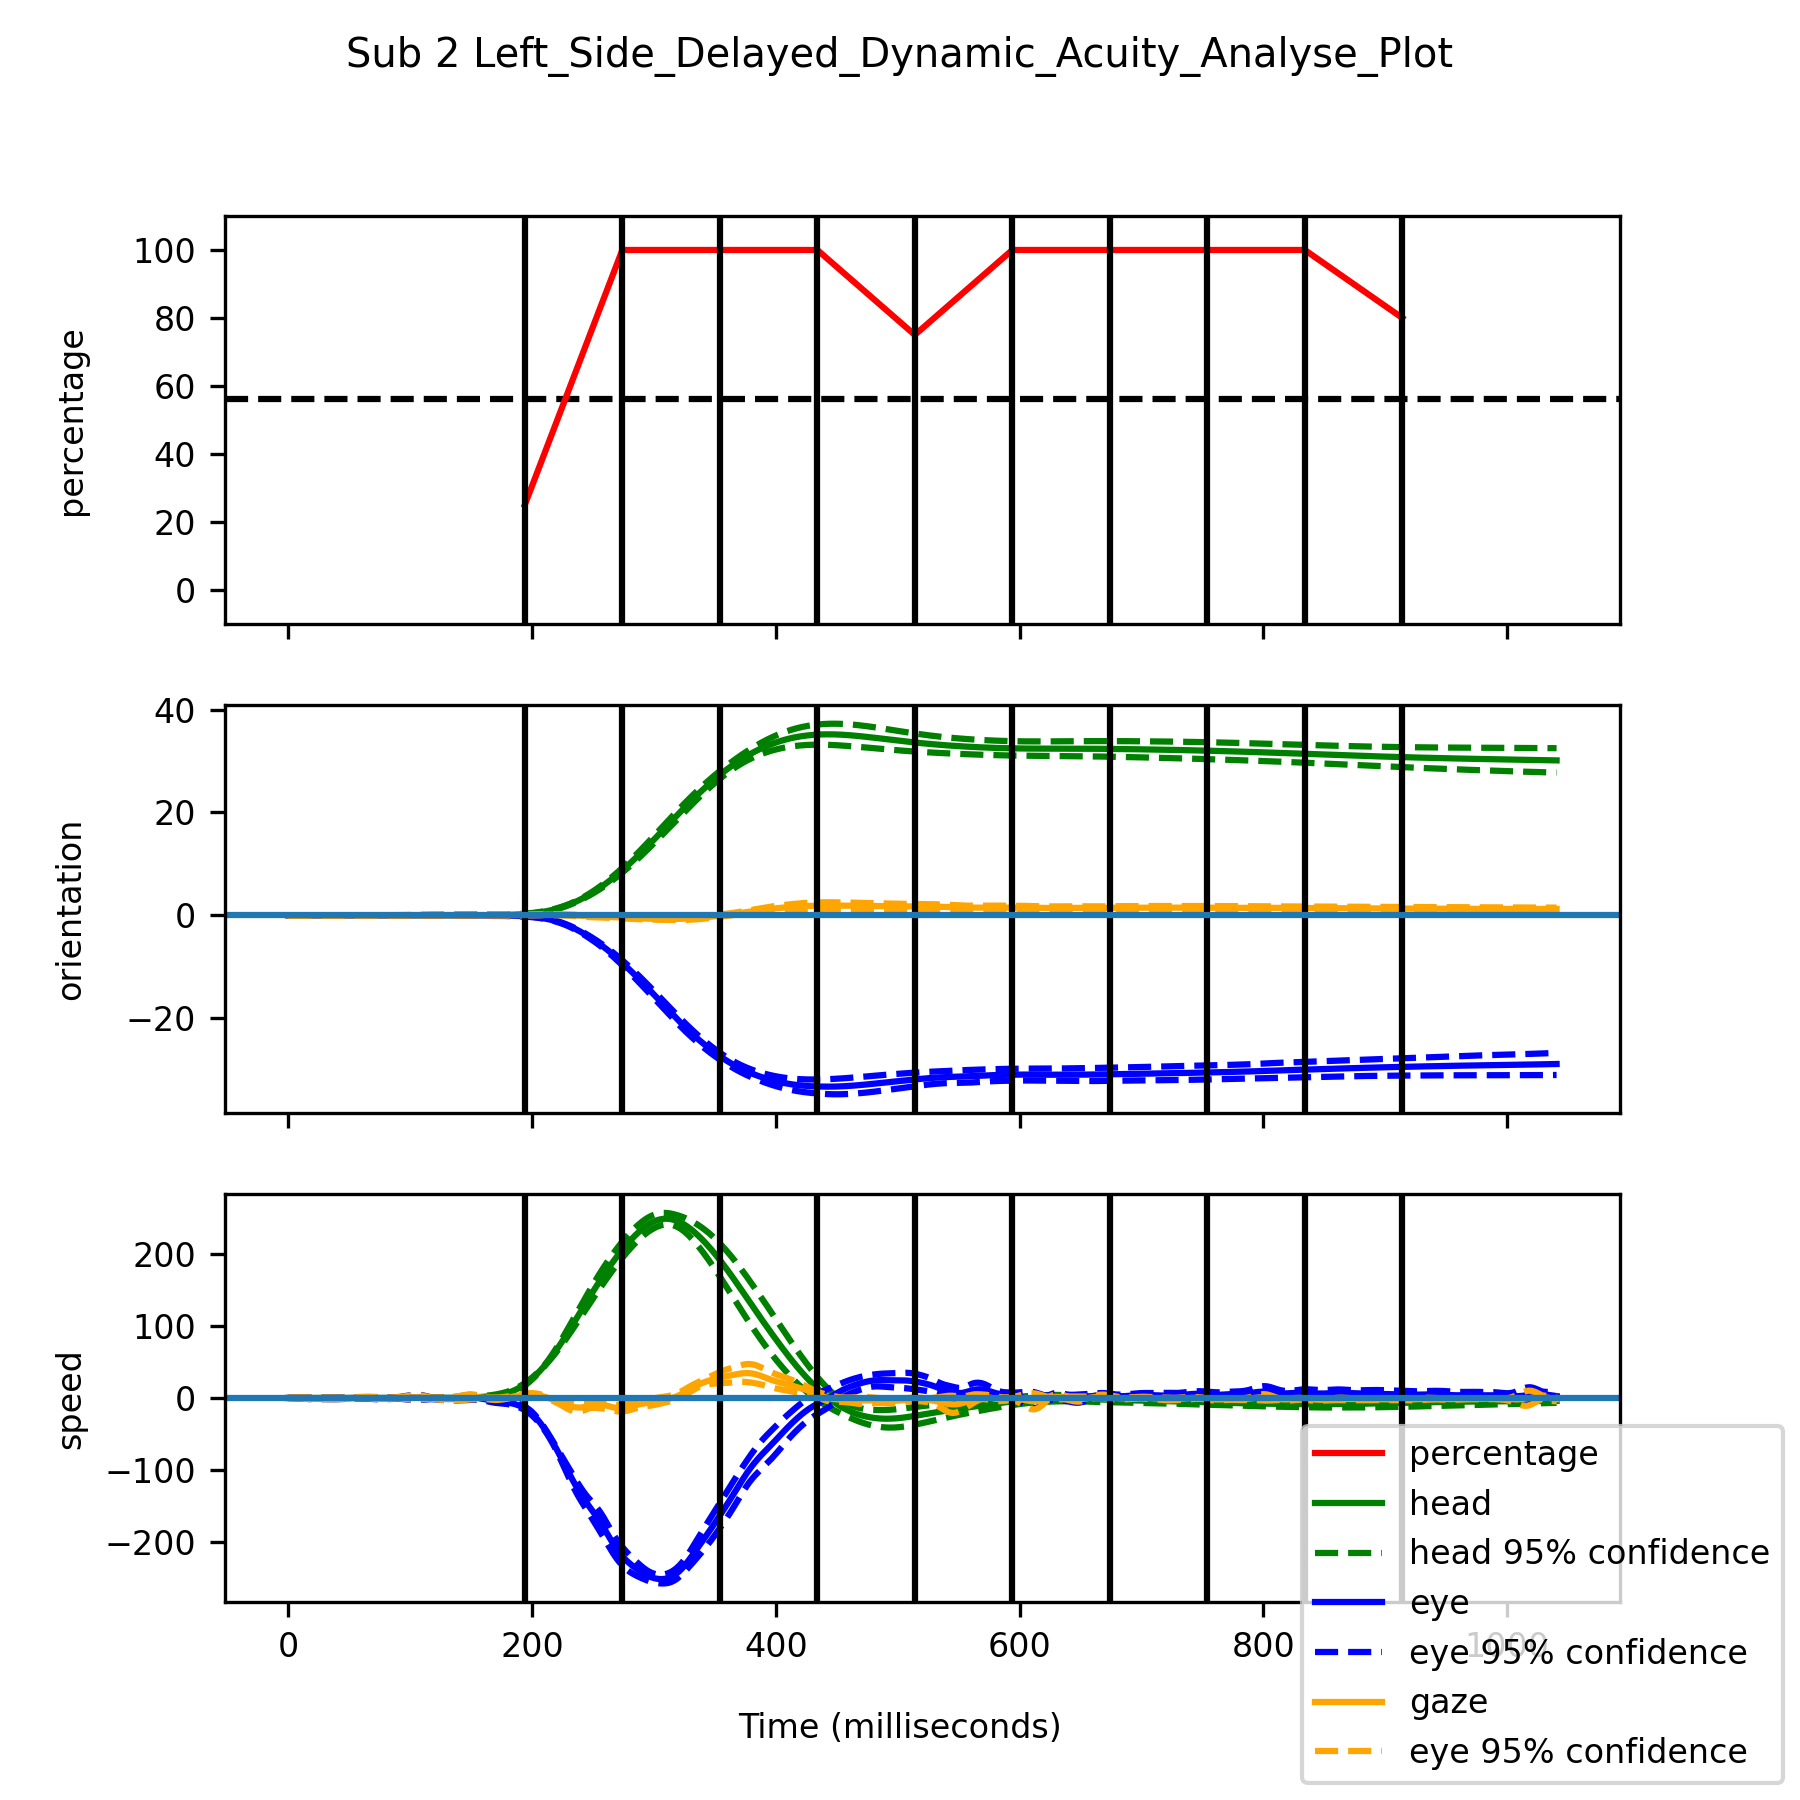 Sub 2 Left_Side_Delayed_Dynamic_Acuity_Analyse_Plot
percentage
100
80
60
40
20
0
orientation
40
20
0
−20
speed
200
100
0
−100
−200
0 200 400 600 800 1000
Time (milliseconds)
percentage
head
head 95% confidence
eye
eye 95% confidence
gaze
eye 95% confidence